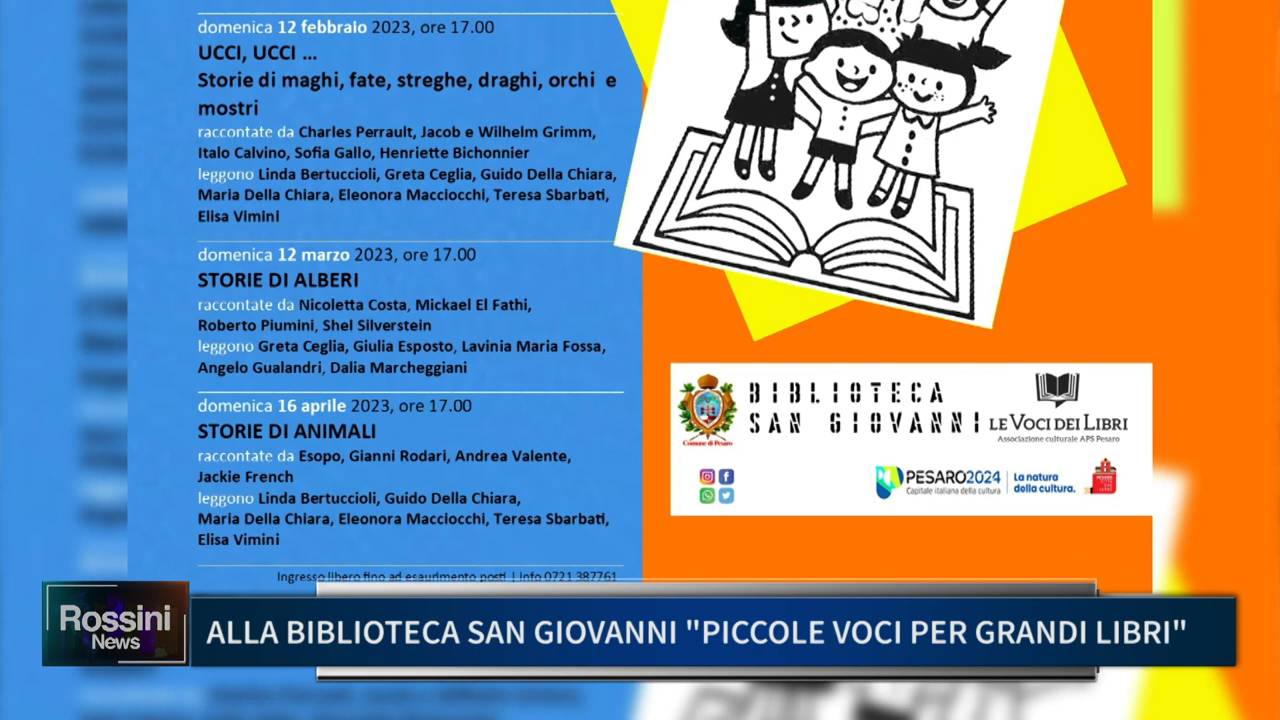 domenica 12 febbraio 2023, ore 17.00
UCCI, UCCI ...
Storie di maghi, fate, streghe, draghi, orchi e
mostri
raccontate da Charles Perrault, Jacob e Wilhelm Grimm,
Italo Calvino, Sofia Gallo, Henriette Bichonnier
leggono Linda Bertuccioli, Greta Ceglia, Guido Della Chiara,
Maria Della Chiara, Eleonora Macciocchi, Teresa Sbarbati,
Elisa Vimini
domenica 12 marzo 2023, ore 17.00
STORIE DI ALBERI
raccontate da Nicoletta Costa, Mickael El Fathi,
Roberto Piumini, Shel Silverstein
leggono Greta Ceglia, Giulia Esposto, Lavinia Maria Fossa,
Angelo Gualandri, Dalia Marcheggiani
domenica 16 aprile 2023, ore 17.00
STORIE DI ANIMALI
raccontate da Esopo, Gianni Rodari, Andrea Valente,
Jackie French
leggono Linda Bertuccioli, Guido Della Chiara,
Maria Della Chiara, Eleonora Macciocchi, Teresa Sbarbati,
Elisa Vimini
Ingresso libero fino ad esaurimento posti | Info 0721 387761
Comune di Pesaro
BIBLIOTECA
SAN GIOVANNI
LE VOCI DEI LIBRI
Associazione culturale APS Pesaro
PESARO2024
Capitale italiana della cultura
La natura
della cultura.
Rossini
News
ALLA BIBLIOTECA SAN GIOVANNI "PICCOLE VOCI PER GRANDI LIBRI"